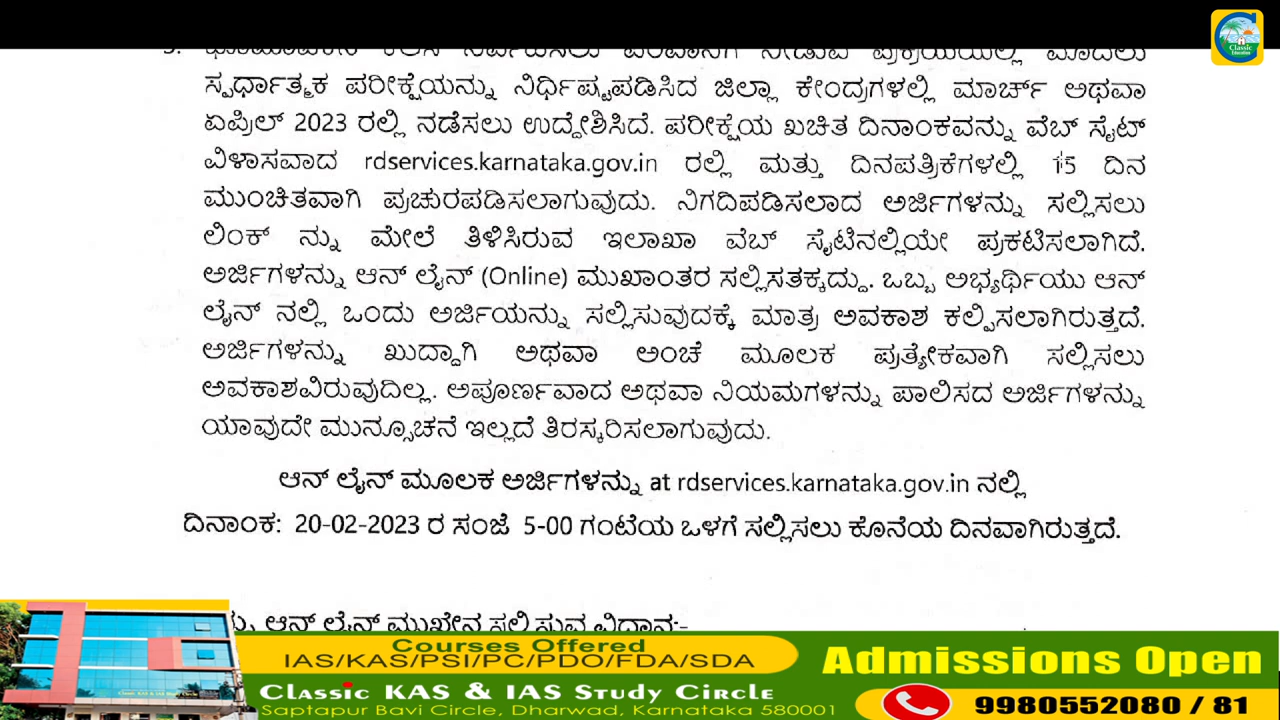 Classic
Education
ಸ್ಪರ್ಧಾತ್ಮಕ ಪರೀಕ್ಷೆಯನ್ನು ನಿರ್ಧಿಷ್ಟಪಡಿಸಿದ ಜಿಲ್ಲಾ ಕೇಂದ್ರಗಳಲ್ಲಿ ಮಾರ್ಚ್ ಅಥವಾ
ಏಪ್ರಿಲ್ 2023 ರಲ್ಲಿ ನಡೆಸಲು ಉದ್ದೇಶಿಸಿದೆ. ಪರೀಕ್ಷೆಯ ಖಚಿತ ದಿನಾಂಕವನ್ನು ವೆಬ್ ಸೈಟ್
ವಿಳಾಸವಾದ rdservices.karnataka.gov.in ರಲ್ಲಿ ಮತ್ತು ದಿನಪತ್ರಿಕೆಗಳಲ್ಲಿ 15 ದಿನ
ಮುಂಚಿತವಾಗಿ ಪ್ರಚುರಪಡಿಸಲಾಗುವುದು. ನಿಗದಿಪಡಿಸಲಾದ ಅರ್ಜಿಗಳನ್ನು ಸಲ್ಲಿಸಲು
ಲಿಂಕ್ ನ್ನು ಮೇಲೆ ತಿಳಿಸಿರುವ ಇಲಾಖಾ ವೆಬ್ ಸೈಟಿನಲ್ಲಿಯೇ ಪ್ರಕಟಿಸಲಾಗಿದೆ.
ಅರ್ಜಿಗಳನ್ನು ಆನ್ ಲೈನ್ (Online) ಮುಖಾಂತರ ಸಲ್ಲಿಸತಕ್ಕದ್ದು. ಒಬ್ಬ ಅಭ್ಯರ್ಥಿಯು ಆನ್
ಲೈನ್ ನಲ್ಲಿ ಒಂದು ಅರ್ಜಿಯನ್ನು ಸಲ್ಲಿಸುವುದಕ್ಕೆ ಮಾತ್ರ ಅವಕಾಶ ಕಲ್ಪಿಸಲಾಗಿರುತ್ತದೆ.
ಅರ್ಜಿಗಳನ್ನು ಖುದ್ದಾಗಿ ಅಥವಾ ಅಂಚೆ ಮೂಲಕ ಪ್ರತ್ಯೇಕವಾಗಿ ಸಲ್ಲಿಸಲು
ಅವಕಾಶವಿರುವುದಿಲ್ಲ. ಅಪೂರ್ಣವಾದ ಅಥವಾ ನಿಯಮಗಳನ್ನು ಪಾಲಿಸದ ಅರ್ಜಿಗಳನ್ನು
ಯಾವುದೇ ಮುನ್ಸೂಚನೆ ಇಲ್ಲದೆ ತಿರಸ್ಕರಿಸಲಾಗುವುದು.
ಆನ್ ಲೈನ್ ಮೂಲಕ ಅರ್ಜಿಗಳನ್ನು at rdservices.karnataka.gov.in ನಲ್ಲಿ
ದಿನಾಂಕ: 20-02-2023 ರ ಸಂಜೆ 5-00 ಗಂಟೆಯ ಒಳಗೆ ಸಲ್ಲಿಸಲು ಕೊನೆಯ ದಿನವಾಗಿರುತ್ತದೆ.
ಆನ್ ಲೈನ್ ಮುಖೇನ ಸಲ್ಲಿಸುವ ವಿಧಾನ:-
Courses Offered
IAS/KAS/PSI/PC/PDO/FDA/SDA
Classic KAS & IAS Study Circle
Saptapur Bavi Circle, Dharwad, Karnataka 580001
Admissions Open
9980552080 / 81